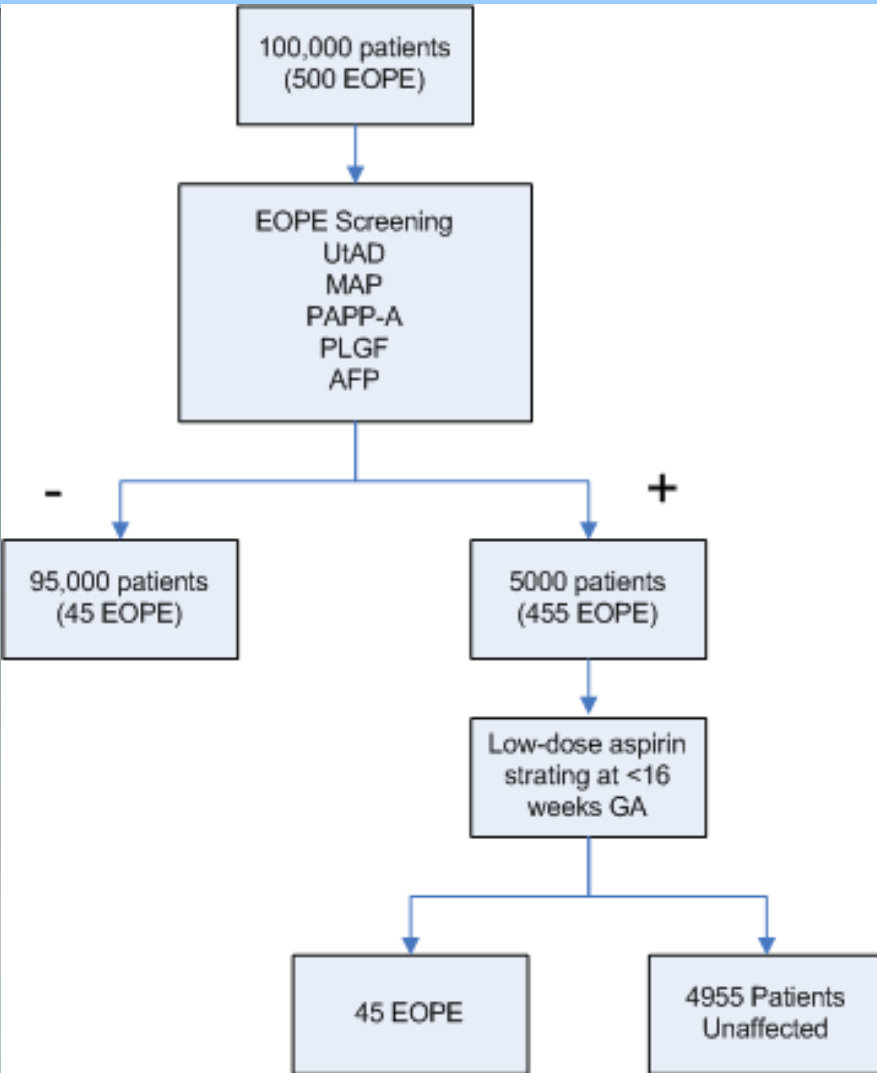 100,000 patients
(500 EOPE)
EOPE Screening
UtAD
MAP
PAPP-A
PLGF
AFP
-
+
95,000 patients
(45 EOPE)
5000 patients
(455 EOPE)
Low-dose aspirin
strating at <16
weeks GA
45 EOPE
4955 Patients
Unaffected